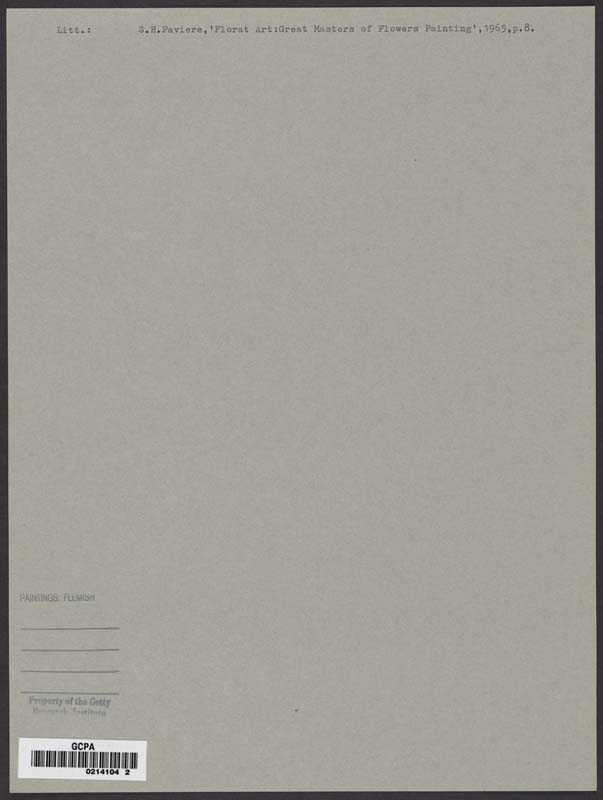 Litt.: S.H.Paviere,'Florat Art:Great Masters of Flowers Painting',1965,p.8.
PAINTINGS: FLEMISH
Property of the Getty
Research Institute
GCPA
0214104 2